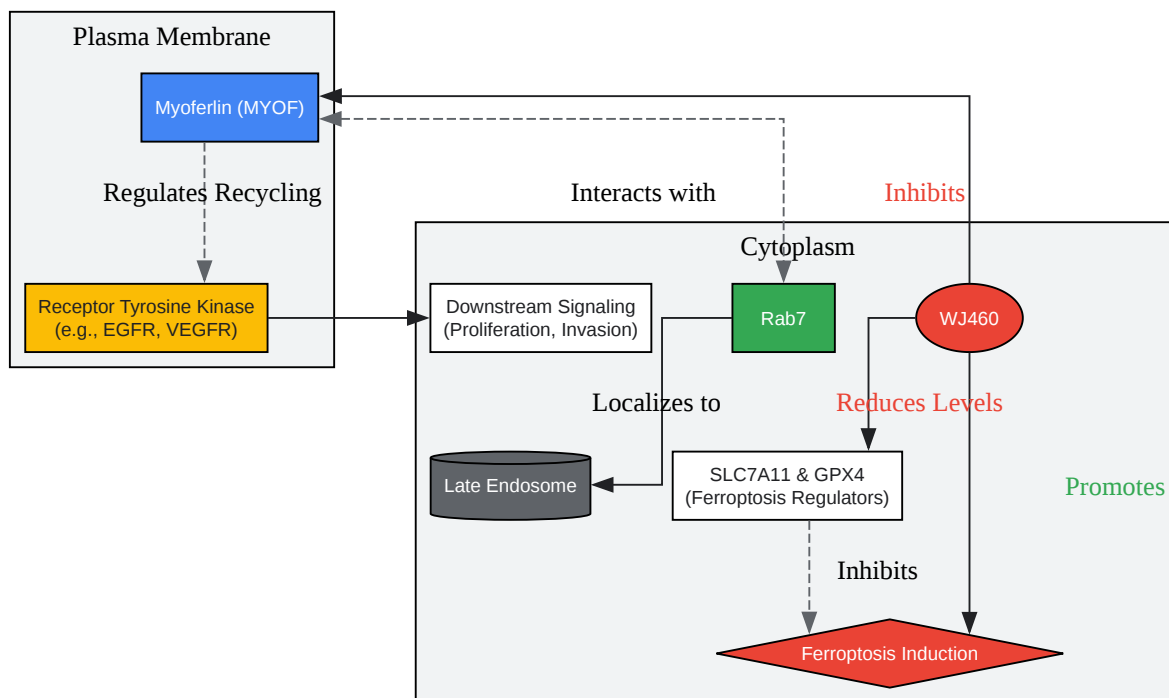 Plasma Membrane
Myoferlin (MYOF)
Regulates Recycling
Interacts with
Inhibits
Cytoplasm
Receptor Tyrosine Kinase
(e.g., EGFR, VEGFR)
Downstream Signaling
(Proliferation, Invasion)
Rab7
WJ460
Localizes to
Reduces Levels
Late Endosome
SLC7A11 & GPX4
(Ferroptosis Regulators)
Promotes
Inhibits
Ferroptosis Induction